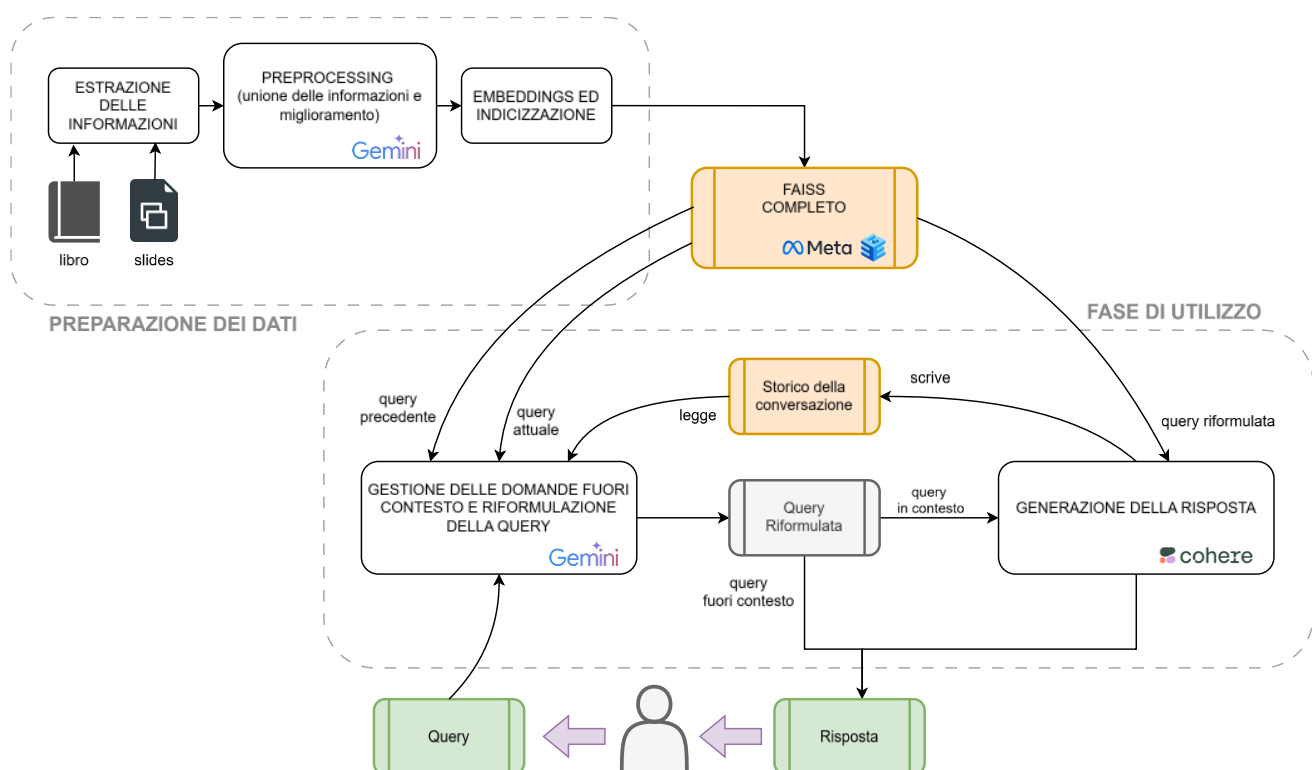 ESTRAZIONE
DELLE
INFORMAZIONI
PREPROCESSING
(unione delle informazioni e
miglioramento)
Gemini
EMBEDDINGS ED
INDICIZZAZIONE
libro
slides
PREPARAZIONE DEI DATI
FAISS
COMPLETO
Meta
FASE DI UTILIZZO
query
precedente
query
attuale
legge
Storico della
conversazione
scrive
query riformulata
GESTIONE DELLE DOMANDE FUORI
CONTESTO E RIFORMULAZIONE
DELLA QUERY
Gemini
Query
Riformulata
query
in contesto
GENERAZIONE DELLA RISPOSTA
cohere
query
fuori contesto
Query
Risposta